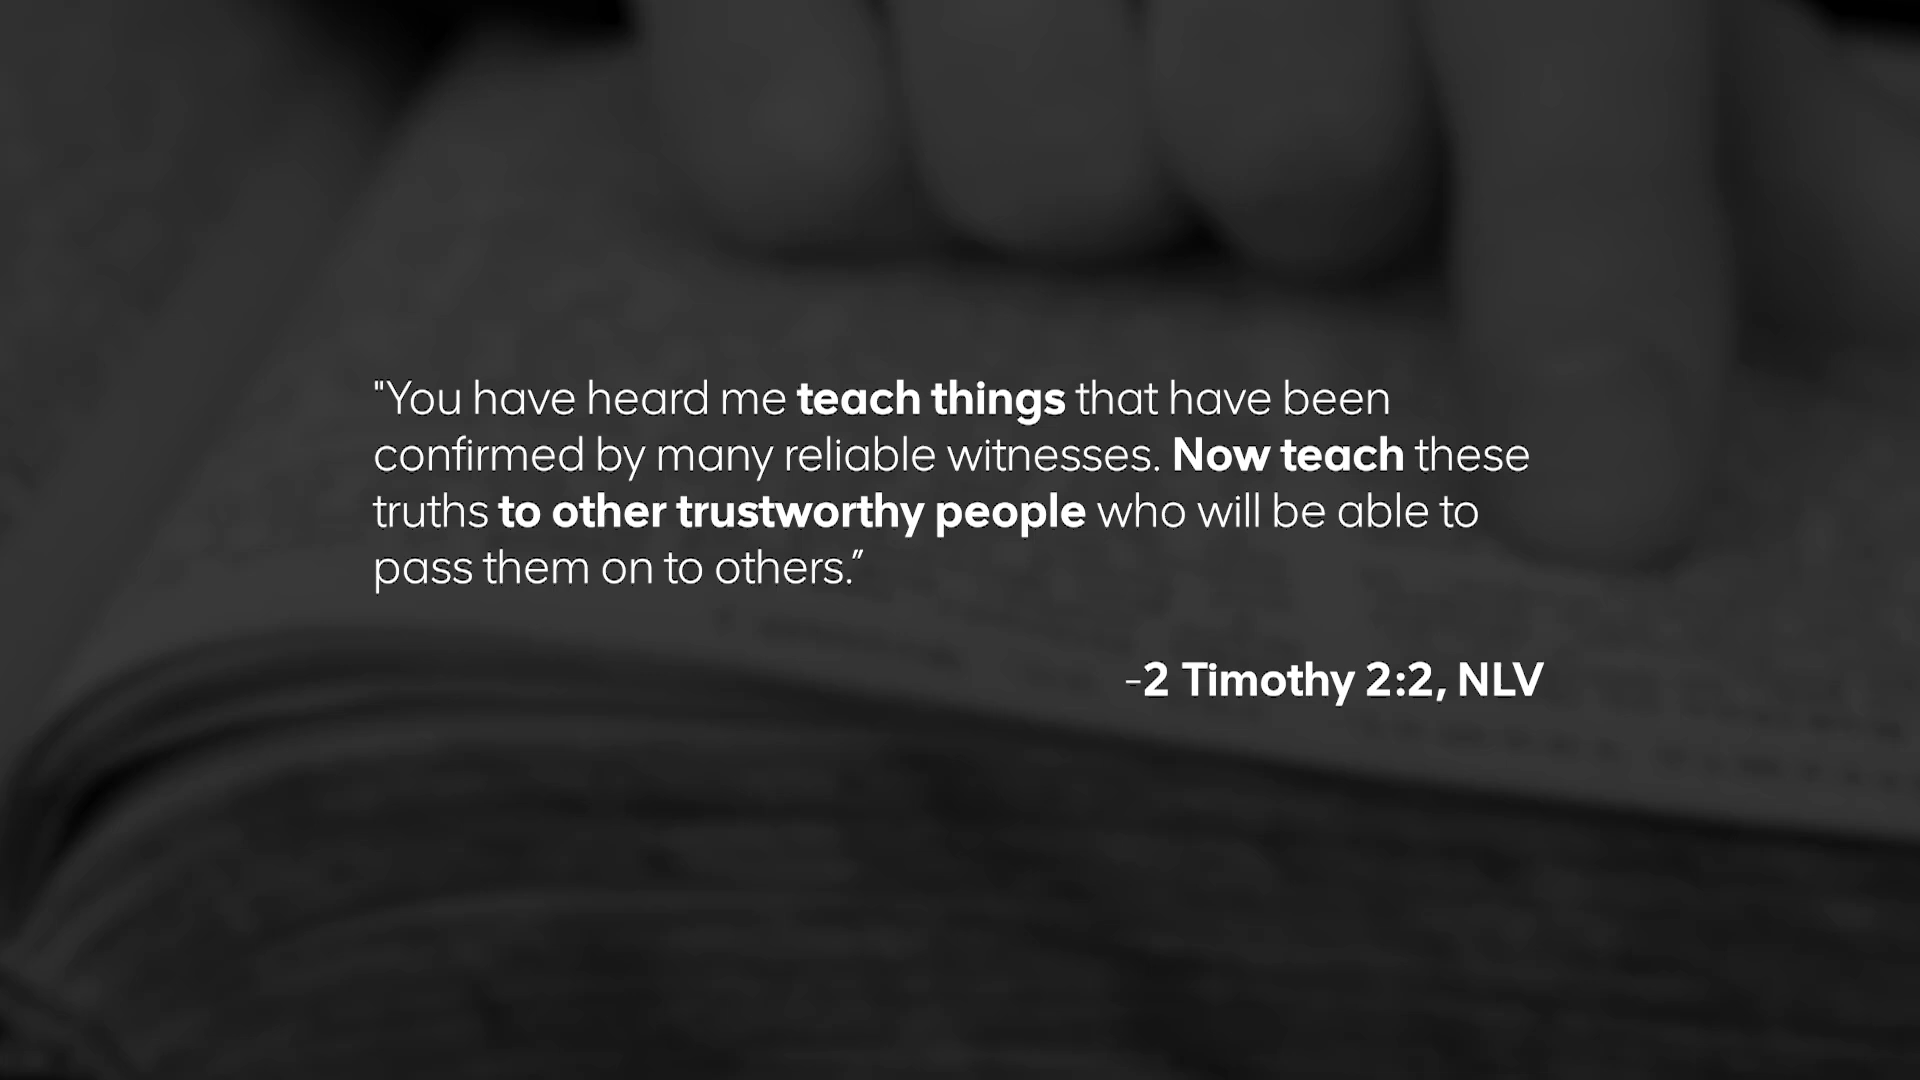 "You have heard me teach things that have been
confirmed by many reliable witnesses. Now teach these
truths to other trustworthy people who will be able to
pass them on to others.”
-2 Timothy 2:2, NLV